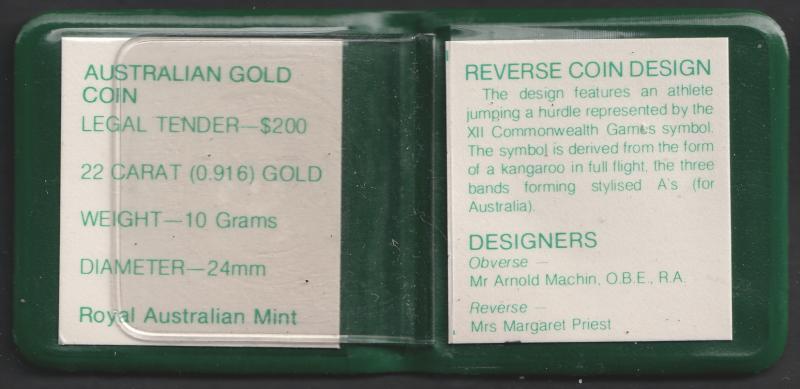 AUSTRALIAN GOLD
COIN
LEGAL TENDER—$200
22 CARAT (0.916) GOLD
WEIGHT—10 Grams
DIAMETER—24mm
Royal Australian Mint
REVERSE COIN DESIGN
The design features an athlete
jumping a hurdle represented by the
XII Commonwealth Games symbol.
The symbol is derived from the form
of a kangaroo in full flight, the three
bands forming stylised A's (for
Australia).
DESIGNERS
Obverse —
Mr Arnold Machin, O.B.E., R.A.
Reverse —
Mrs Margaret Priest